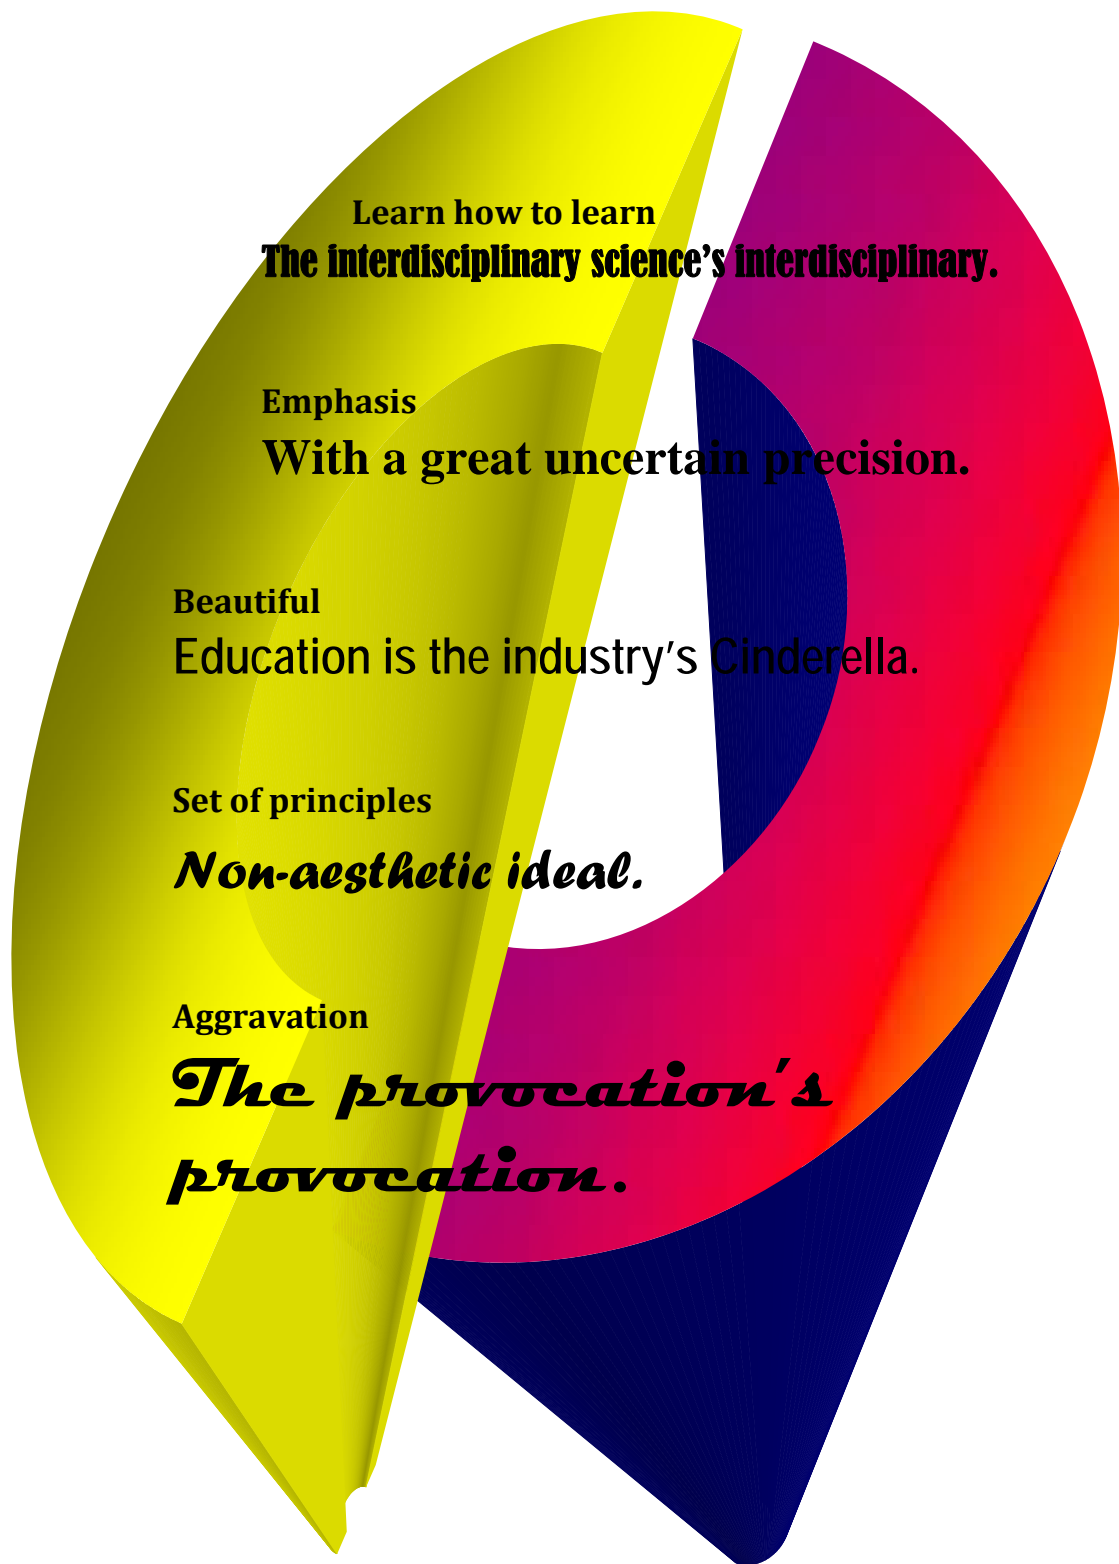 Learn how to learn
The interdisciplinary science’s interdisciplinary.
Emphasis
With a great uncertain precision.
Beautiful
Education is the industry’s Cinderella.
Set of principles
Non-aesthetic ideal.
Aggravation
The provocation’s
provocation.